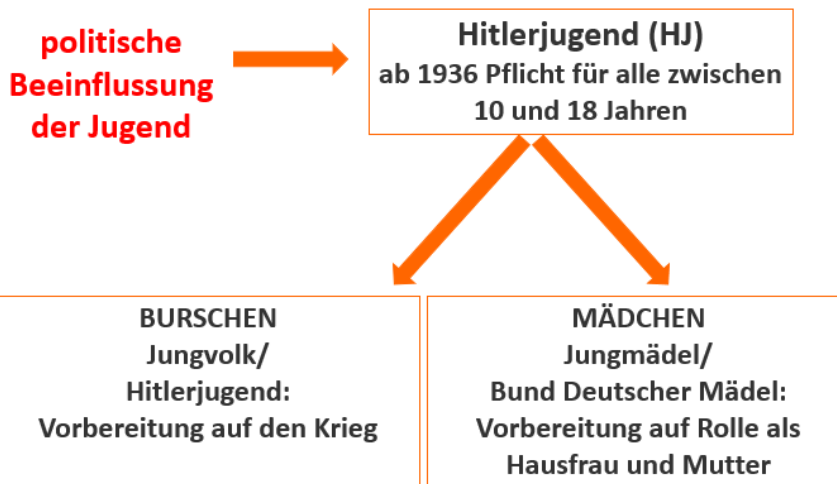 politische
Beeinflussung
der Jugend
Hitlerjugend (HJ)
ab 1936 Pflicht für alle zwischen
10 und 18 Jahren
BURSCHEN
Jungvolk/
Hitlerjugend:
Vorbereitung auf den Krieg
MÄDCHEN
Jungmädel/
Bund Deutscher Mädel:
Vorbereitung auf Rolle als
Hausfrau und Mutter